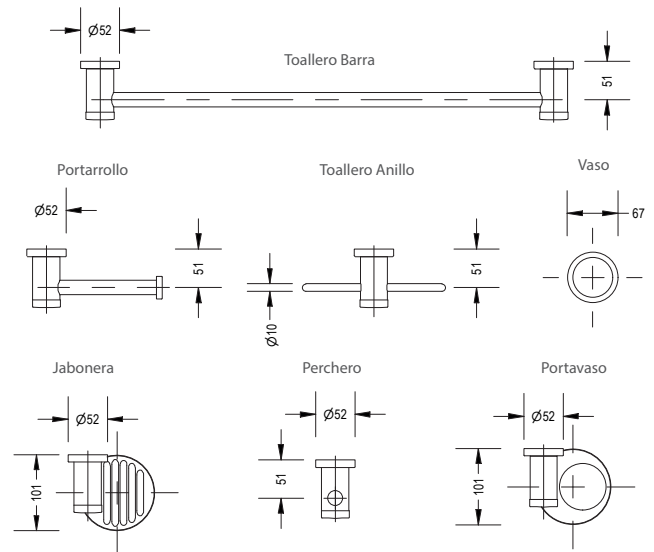 Ø52
Toallero Barra
51
Portarrollo
Toallero Anillo
Vaso
Ø52
67
51
51
Ø10
Jabonera
Perchero
Portavaso
Ø52
Ø52
Ø52
101
51
101